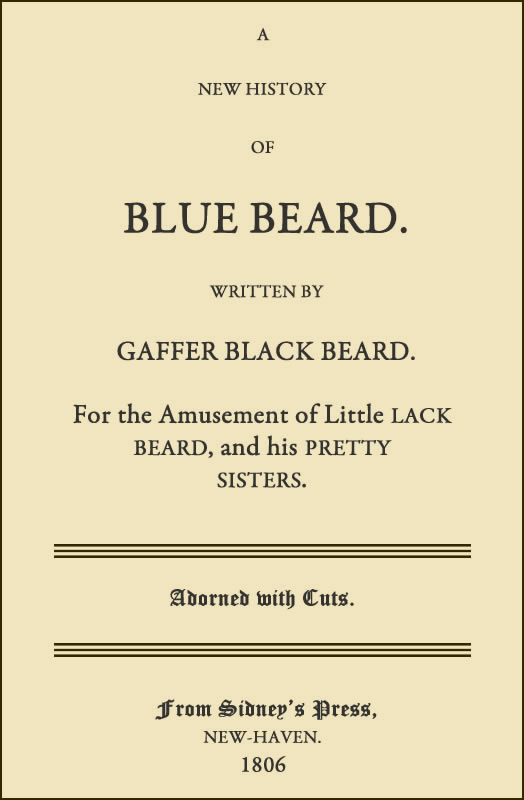 A
NEW HISTORY
OF
BLUE BEARD.
WRITTEN BY
GAFFER BLACK BEARD.
For the Amusement of Little LACK
BEARD, and his PRETTY
SISTERS.
Adorned with Cuts.
From Sidney's Press,
NEW-HAVEN.
1806